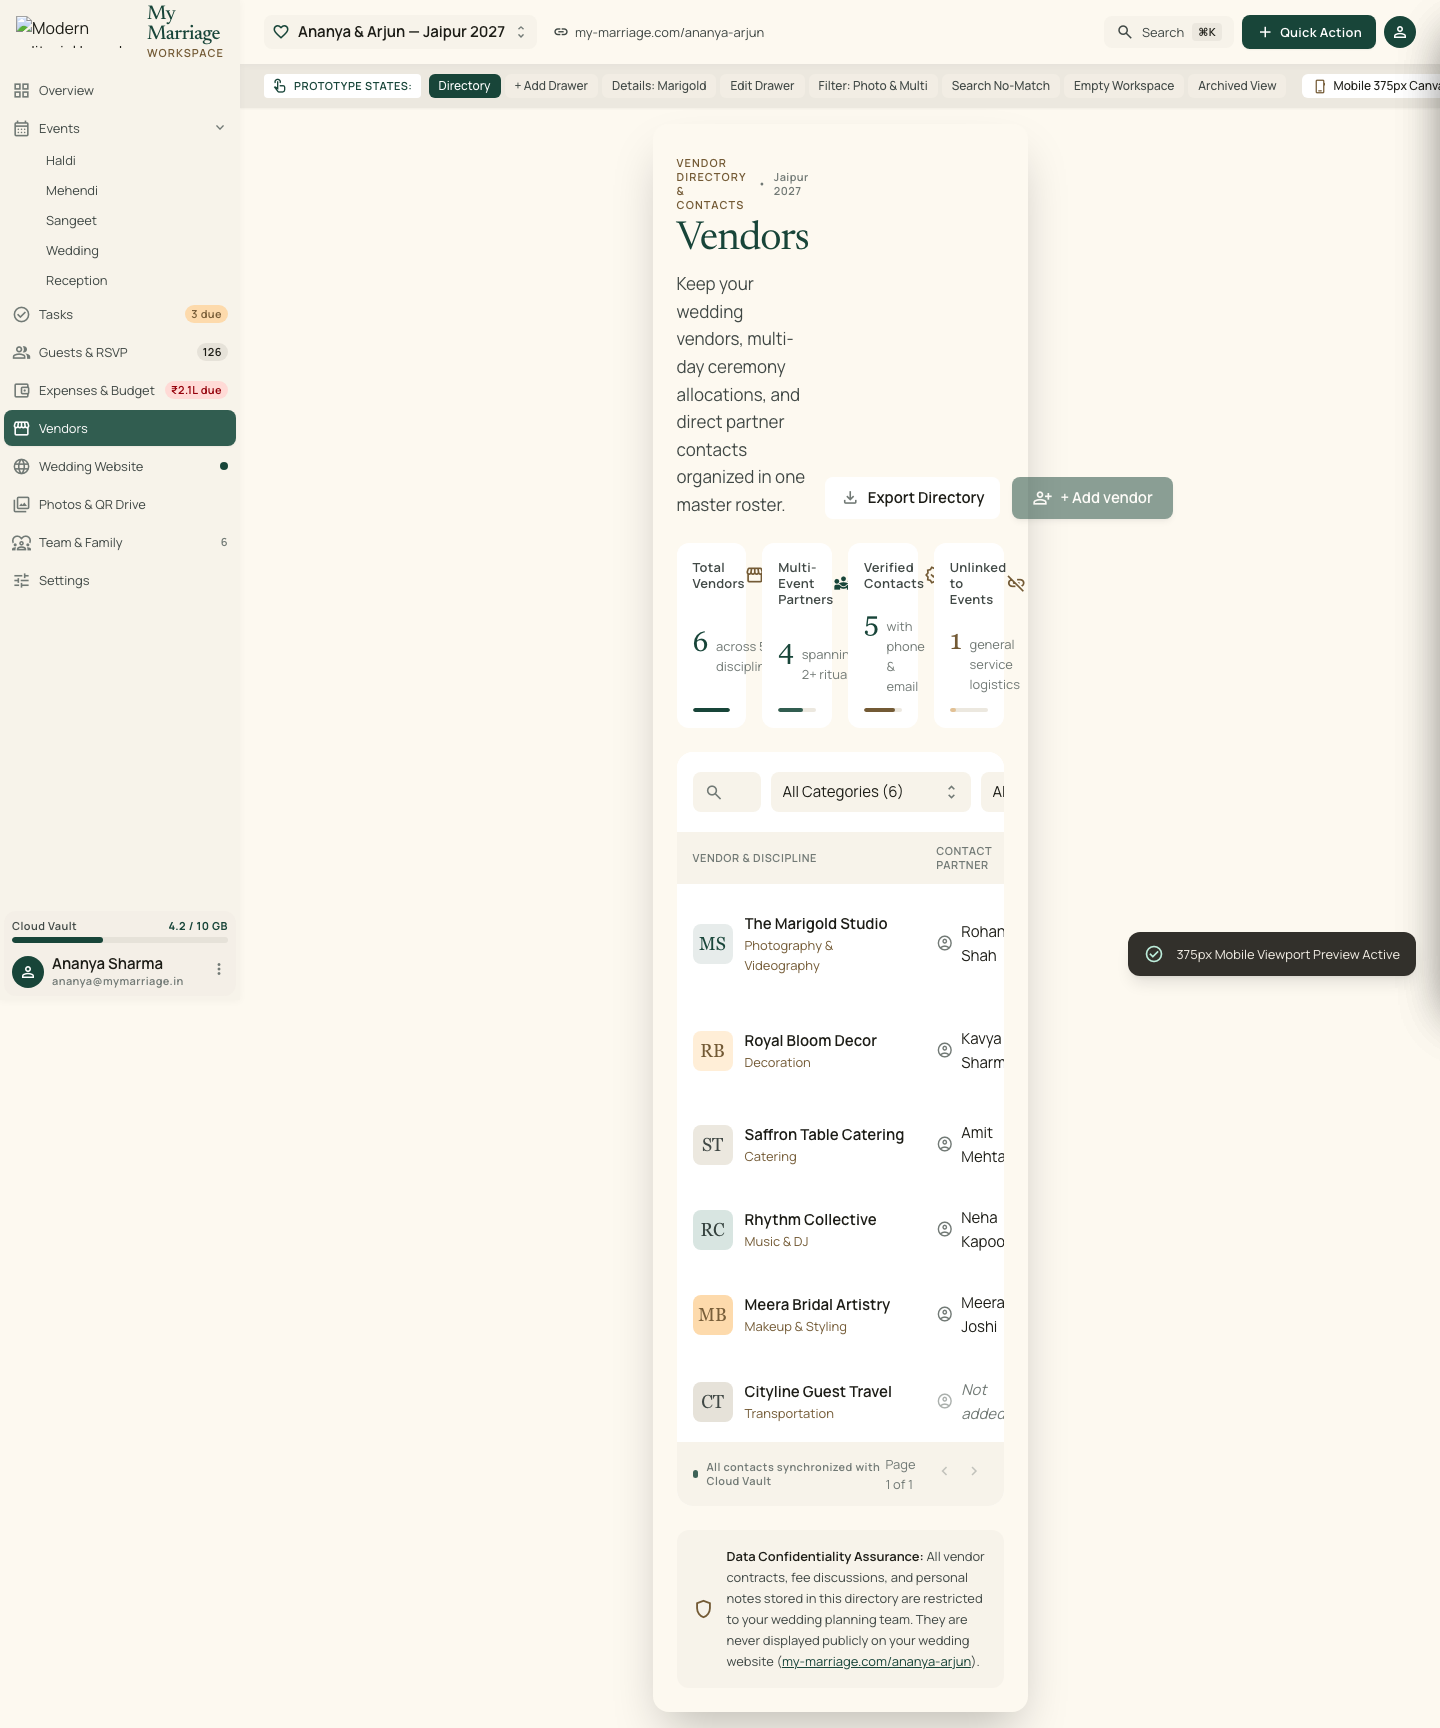 Modern
My
Marriage
WORKSPACE
Ananya & Arjun — Jaipur 2027
my-marriage.com/ananya-arjun
Search ⌘K
Quick Action
PROTOTYPE STATES:
Directory
+ Add Drawer
Details: Marigold
Edit Drawer
Filter: Photo & Multi
Search No-Match
Empty Workspace
Archived View
Mobile 375px Canva
Overview
Events
Haldi
Mehendi
Sangeet
Wedding
Reception
Tasks 3 due
Guests & RSVP 126
Expenses & Budget ₹2.1L due
Vendors
Wedding Website
Photos & QR Drive
Team & Family 6
Settings
Cloud Vault 4.2 / 10 GB
Ananya Sharma
ananya@mymarriage.in
VENDOR
DIRECTORY
&
CONTACTS
•
Jaipur
2027
Vendors
Keep your
wedding
vendors, multi-
day ceremony
allocations, and
direct partner
contacts
organized in one
master roster.
Export Directory
+ Add vendor
Total
Vendors
6
across 5
disciplin
Multi-
Event
Partners
4
spannin
2+ ritua
Verified
Contacts
5
with
phone
&
email
Unlinked
to
Events
1
general
service
logistics
All Categories (6)
Al
VENDOR & DISCIPLINE
CONTACT
PARTNER
MS
The Marigold Studio
Photography &
Videography
Rohan
Shah
RB
Royal Bloom Decor
Decoration
Kavya
Sharm
ST
Saffron Table Catering
Catering
Amit
Mehta
RC
Rhythm Collective
Music & DJ
Neha
Kapoo
MB
Meera Bridal Artistry
Makeup & Styling
Meera
Joshi
CT
Cityline Guest Travel
Transportation
Not
added
All contacts synchronized with
Cloud Vault
Page
1 of 1
Data Confidentiality Assurance: All vendor
contracts, fee discussions, and personal
notes stored in this directory are restricted
to your wedding planning team. They are
never displayed publicly on your wedding
website (my-marriage.com/ananya-arjun).
375px Mobile Viewport Preview Active